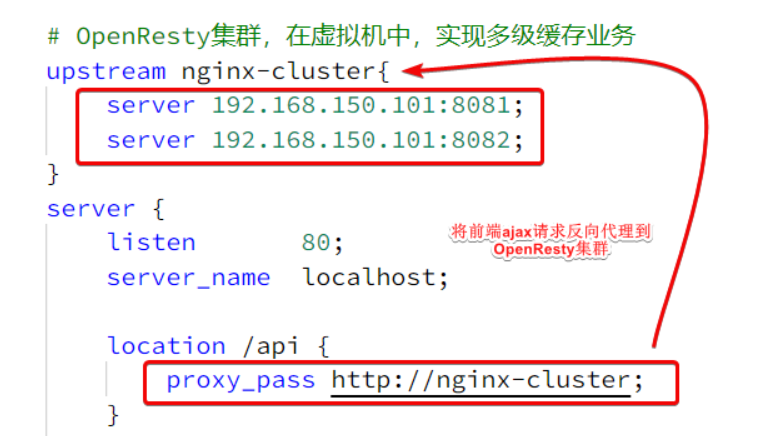 # OpenResty集群，在虚拟机中，实现多级缓存业务
upstream nginx-cluster{
server 192.168.150.101:8081;
server 192.168.150.101:8082;
}
server {
listen 80;
server_name localhost;
将前端ajax请求反向代理到
OpenResty集群
location /api {
proxy_pass http://nginx-cluster;
}